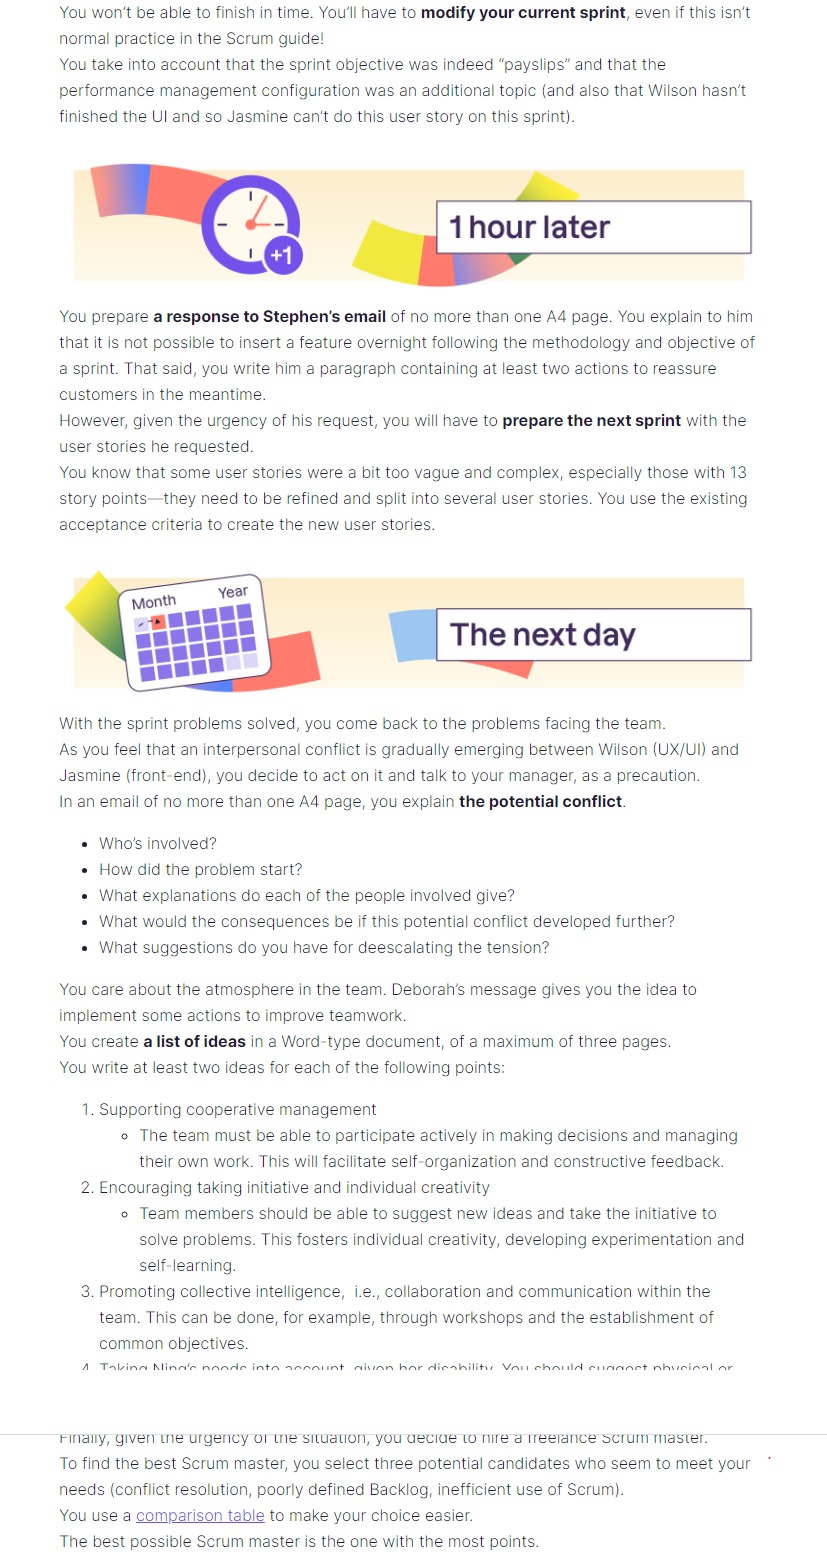 You won’t be able to finish in time. You’ll have to modify your current sprint, even if this isn’t
normal practice in the Scrum guide!
You take into account that the sprint objective was indeed “payslips” and that the
performance management configuration was an additional topic (and also that Wilson hasn’t
finished the UI and so Jasmine can’t do this user story on this sprint).
+1
1 hour later
You prepare a response to Stephen’s email of no more than one A4 page. You explain to him
that it is not possible to insert a feature overnight following the methodology and objective of
a sprint. That said, you write him a paragraph containing at least two actions to reassure
customers in the meantime.
However, given the urgency of his request, you will have to prepare the next sprint with the
user stories he requested.
You know that some user stories were a bit too vague and complex, especially those with 13
story points—they need to be refined and split into several user stories. You use the existing
acceptance criteria to create the new user stories.
Month Year
The next day
With the sprint problems solved, you come back to the problems facing the team.
As you feel that an interpersonal conflict is gradually emerging between Wilson (UX/UI) and
Jasmine (front-end), you decide to act on it and talk to your manager, as a precaution.
In an email of no more than one A4 page, you explain the potential conflict.
• Who’s involved?
• How did the problem start?
• What explanations do each of the people involved give?
• What would the consequences be if this potential conflict developed further?
• What suggestions do you have for deescalating the tension?
You care about the atmosphere in the team. Deborah’s message gives you the idea to
implement some actions to improve teamwork.
You create a list of ideas in a Word-type document, of a maximum of three pages.
You write at least two ideas for each of the following points:
1. Supporting cooperative management
◦ The team must be able to participate actively in making decisions and managing
their own work. This will facilitate self-organization and constructive feedback.
2. Encouraging taking initiative and individual creativity
◦ Team members should be able to suggest new ideas and take the initiative to
solve problems. This fosters individual creativity, developing experimentation and
self-learning.
3. Promoting collective intelligence, i.e., collaboration and communication within the
team. This can be done, for example, through workshops and the establishment of
common objectives.
4. Taking Ning’s needs into account, given her disability. You should suggest physical or
Finally, given the urgency of the situation, you decide to hire a freelance Scrum master.
To find the best Scrum master, you select three potential candidates who seem to meet your
needs (conflict resolution, poorly defined Backlog, inefficient use of Scrum).
You use a comparison table to make your choice easier.
The best possible Scrum master is the one with the most points.